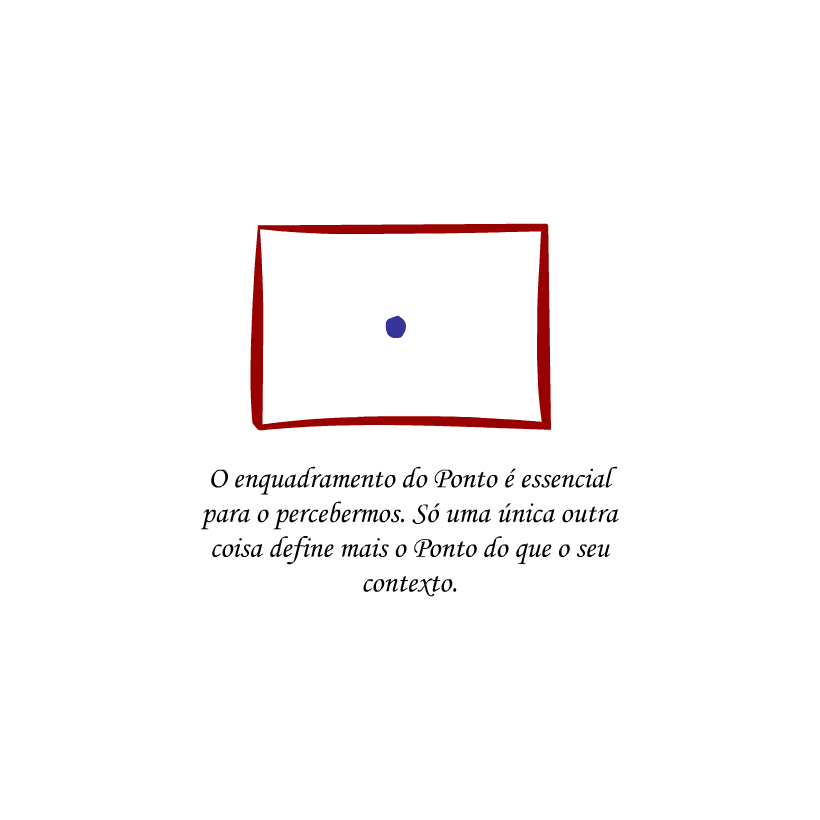 O enquadramento do Ponto é essencial
para o percebermos. Só uma única outra
coisa define mais o Ponto do que o seu
contexto.